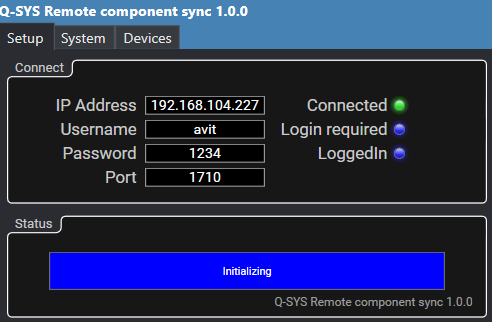 Q-SYS Remote component sync 1.0.0
Setup System Devices
Connect
IP Address 192.168.104.227 Connected
Username avit Login required
Password 1234 LoggedIn
Port 1710
Status
Initializing
Q-SYS Remote component sync 1.0.0